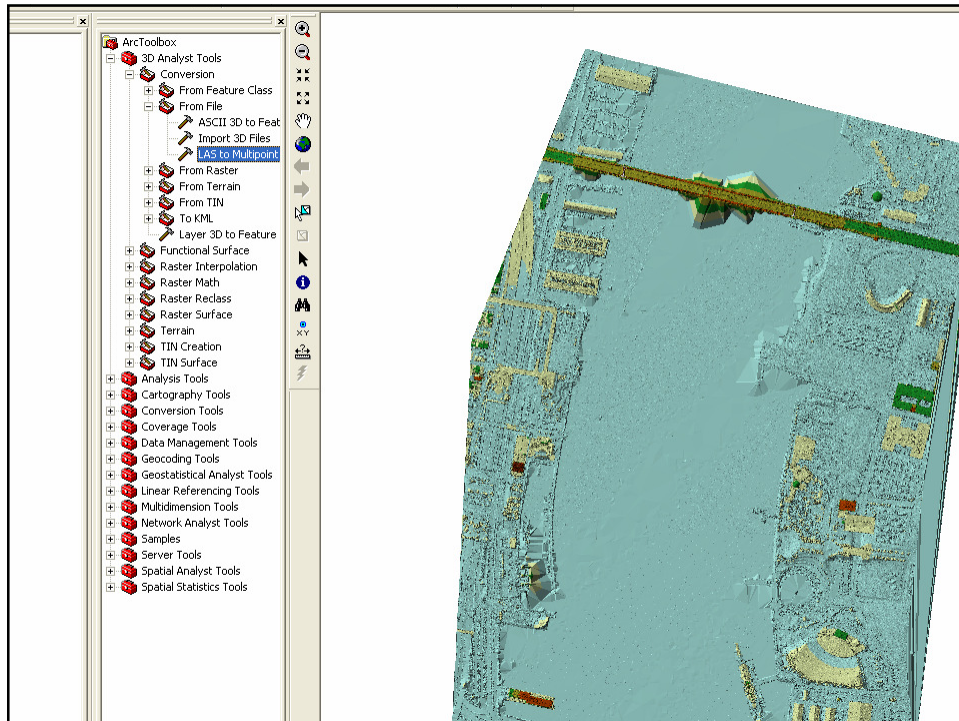 ArcToolbox
3D Analyst Tools
Conversion
From Feature Class
From File
ASCII 3D to Feat
Import 3D Files
LAS to Multipoint
From Raster
From Terrain
From TIN
To KML
Layer 3D to Feature
Functional Surface
Raster Interpolation
Raster Math
Raster Reclass
Raster Surface
Terrain
TIN Creation
TIN Surface
Analysis Tools
Cartography Tools
Conversion Tools
Coverage Tools
Data Management Tools
Geocoding Tools
Geostatistical Analyst Tools
Linear Referencing Tools
Multidimension Tools
Network Analyst Tools
Samples
Server Tools
Spatial Analyst Tools
Spatial Statistics Tools
XY